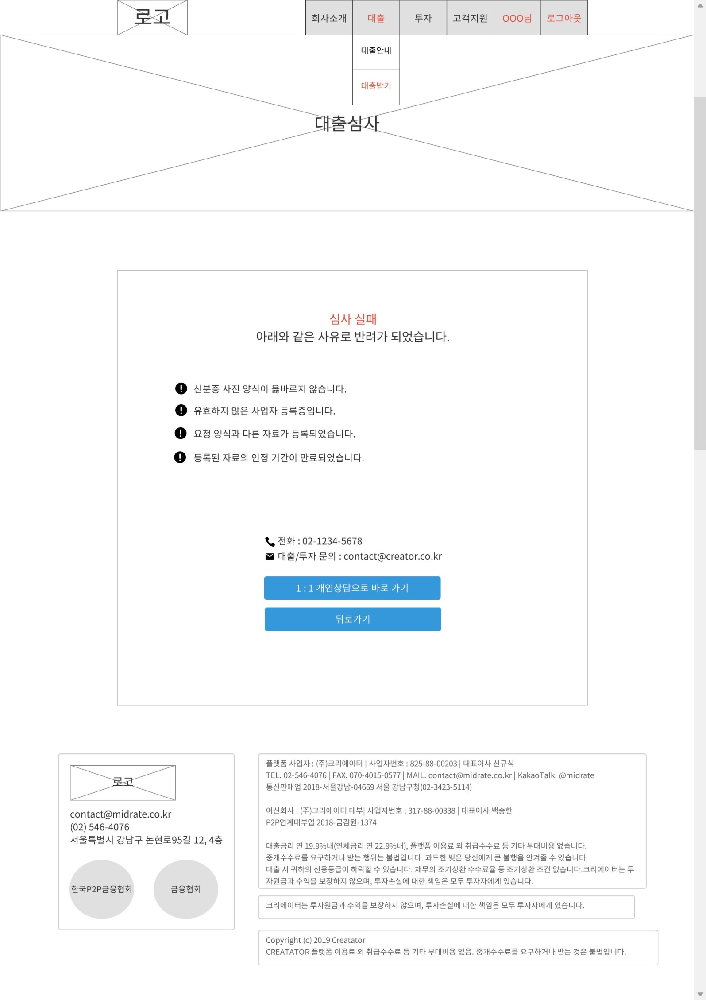 로고
회사소개 대출 투자 고객지원 OOO님 로그아웃
대출안내
대출받기
대출심사
심사 실패
아래와 같은 사유로 반려가 되었습니다.
신분증 사진 양식이 옳바르지 않습니다.
유효하지 않은 사업자 등록증입니다.
요청 양식과 다른 자료가 등록되었습니다.
등록된 자료의 인정 기간이 만료되었습니다.
전화 : 02-1234-5678
대출/투자 문의 : contact@creator.co.kr
1 : 1 개인상담으로 바로 가기
뒤로가기
로고
contact@midrate.co.kr
(02) 546-4076
서울특별시 강남구 논현로95길 12, 4층
한국P2P금융협회
금융협회
플랫폼 사업자 : (주)크리에이터 | 사업자번호 : 825-88-00203 | 대표이사 신규식
TEL. 02-546-4076 | FAX. 070-4015-0577 | MAIL. contact@midrate.co.kr | KakaoTalk. @midrate
통신판매업 2018-서울강남-04669 서울 강남구청(02-3423-5114)
여신회사 : (주)크리에이터 대부| 사업자번호 : 317-88-00338 | 대표이사 백승한
P2P연계대부업 2018-금감원-1374
대출금리 연 19.9%내(연체금리 연 22.9%내), 플랫폼 이용료 외 취급수수료 등 기타 부대비용 없습니다.
중개수수료를 요구하거나 받는 행위는 불법입니다. 과도한 빚은 당신에게 큰 불행을 안겨줄 수 있습니다.
대출 시 귀하의 신용등급이 하락할 수 있습니다. 채무의 조기상환 수수료율 등 조기상환 조건 없습니다.크리에이터는 투
자원금과 수익을 보장하지 않으며, 투자손실에 대한 책임은 모두 투자자에게 있습니다.
크리에이터는 투자원금과 수익을 보장하지 않으며, 투자손실에 대한 책임은 모두 투자자에게 있습니다.
Copyright (c) 2019 Creatator
CREATATOR 플랫폼 이용료 외 취급수수료 등 기타 부대비용 없음. 중개수수료를 요구하거나 받는 것은 불법입니다.